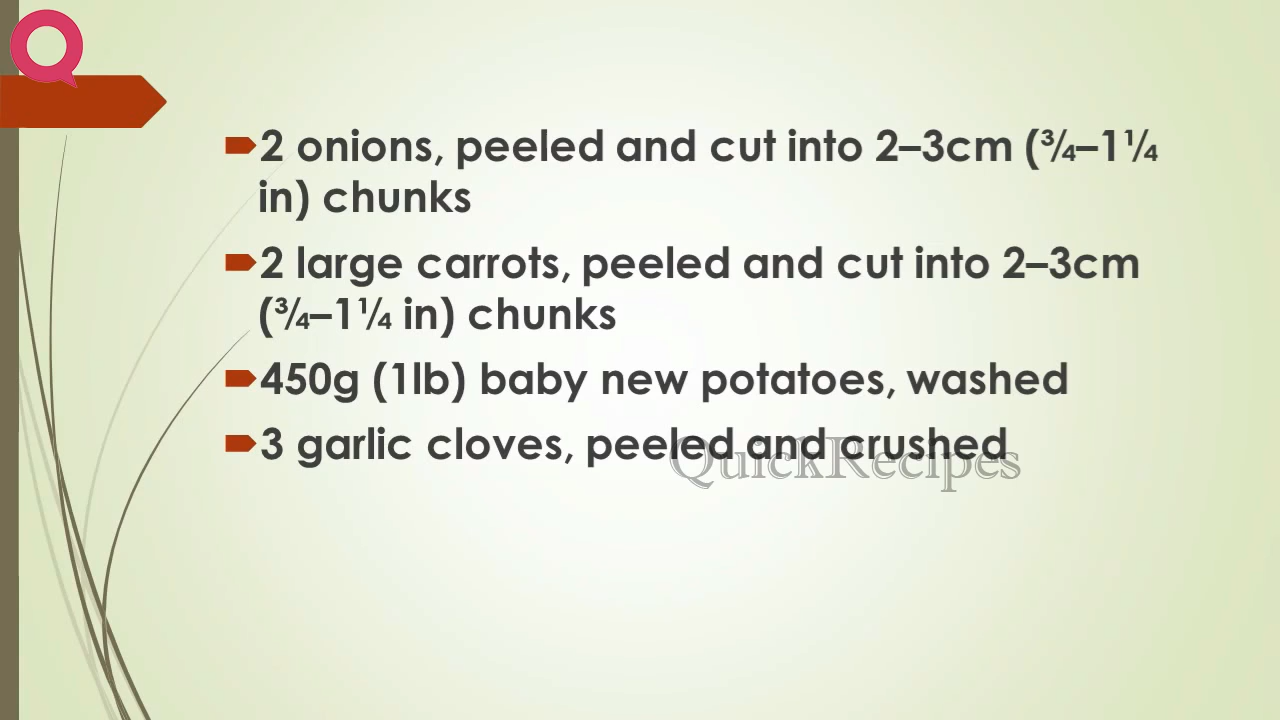 2 onions, peeled and cut into 2–3cm (¾–1¼
in) chunks
2 large carrots, peeled and cut into 2–3cm
(¾–1¼ in) chunks
450g (1lb) baby new potatoes, washed
3 garlic cloves, peeled and crushed
QuickRecipes